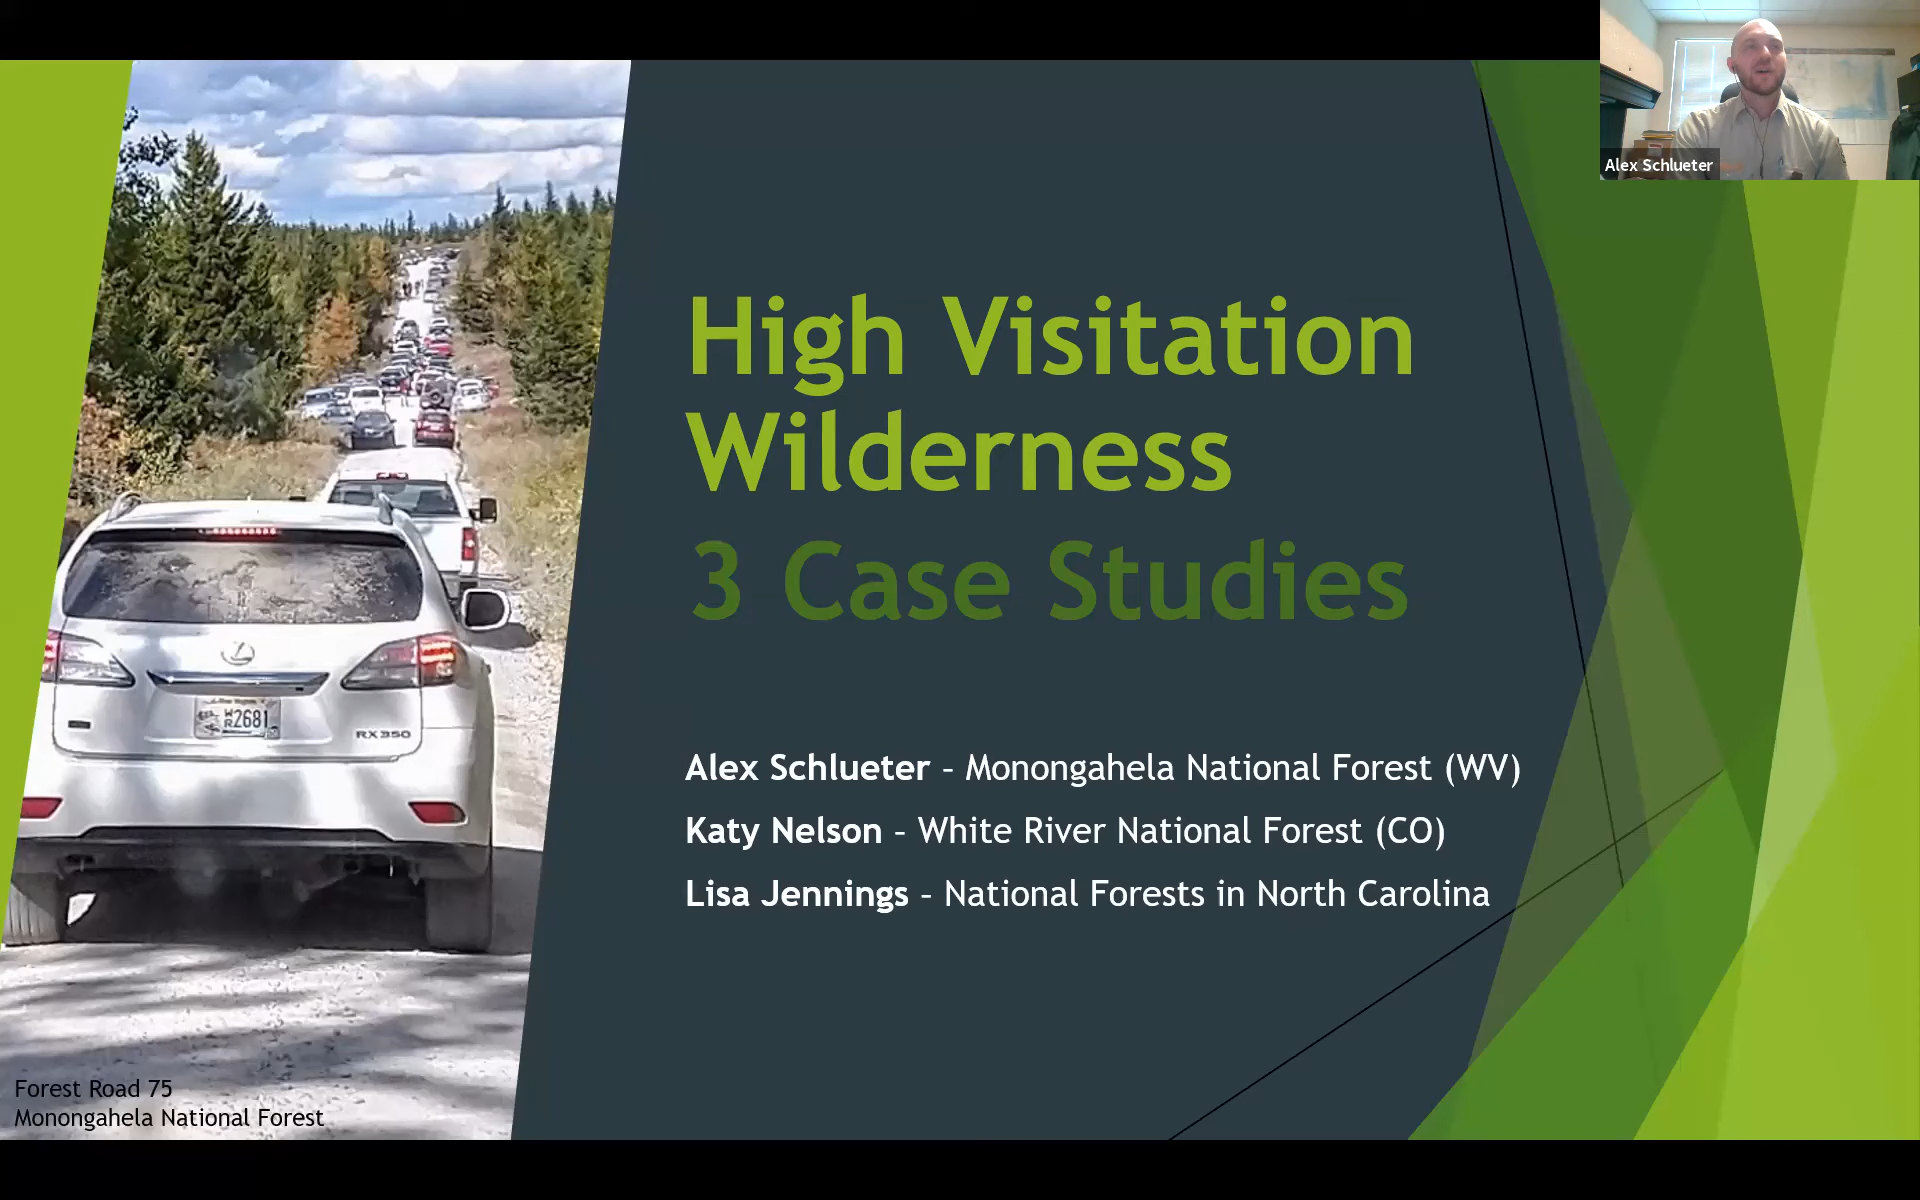 Alex Schlueter
High Visitation
Wilderness
3 Case Studies
Alex Schlueter – Monongahela National Forest (WV)
Katy Nelson – White River National Forest (CO)
Lisa Jennings – National Forests in North Carolina
2681
RX350
Forest Road 75
Monongahela National Forest